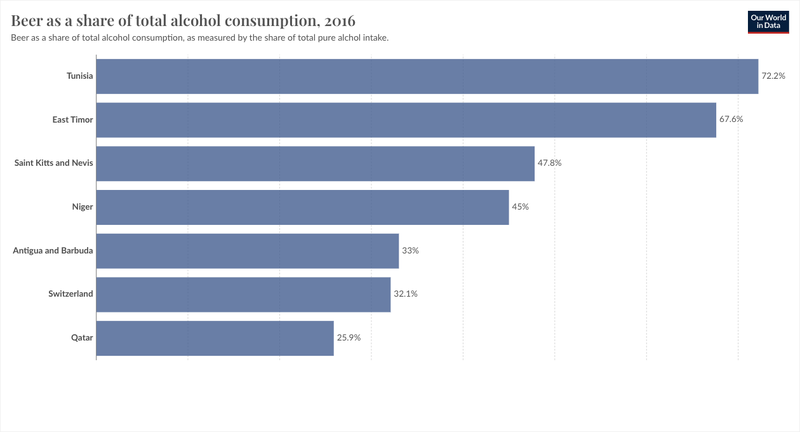 Beer as a share of total alcohol consumption, 2016
Beer as a share of total alcohol consumption, as measured by the share of total pure alchol intake.
Our World
in Data
Tunisia 72.2%
East Timor 67.6%
Saint Kitts and Nevis 47.8%
Niger 45%
Antigua and Barbuda 33%
Switzerland 32.1%
Qatar 25.9%